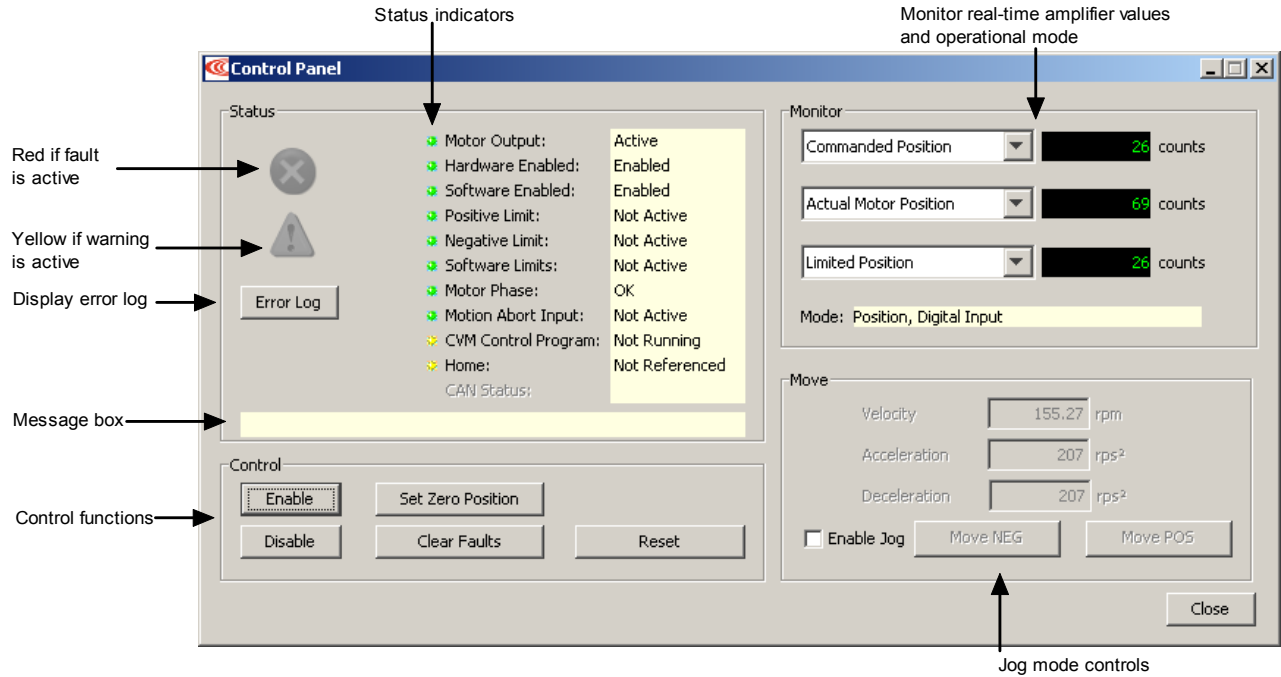 Status indicators
Monitor real-time amplifier values
and operational mode
Control Panel
Status
Red if fault
is active
Yellow if warning
is active
Display error log
Error Log
Message box
Motor Output: Active
Hardware Enabled: Enabled
Software Enabled: Enabled
Positive Limit: Not Active
Negative Limit: Not Active
Software Limits: Not Active
Motor Phase: OK
Motion Abort Input: Not Active
CVM Control Program: Not Running
Home: Not Referenced
CAN Status:
Monitor
Commanded Position 26 counts
Actual Motor Position 69 counts
Limited Position 26 counts
Mode: Position, Digital Input
Control
Control functions
Enable Set Zero Position
Disable Clear Faults Reset
Move
Velocity 155.27 rpm
Acceleration 207 rps²
Deceleration 207 rps²
Enable Jog Move NEG Move POS
Close
Jog mode controls